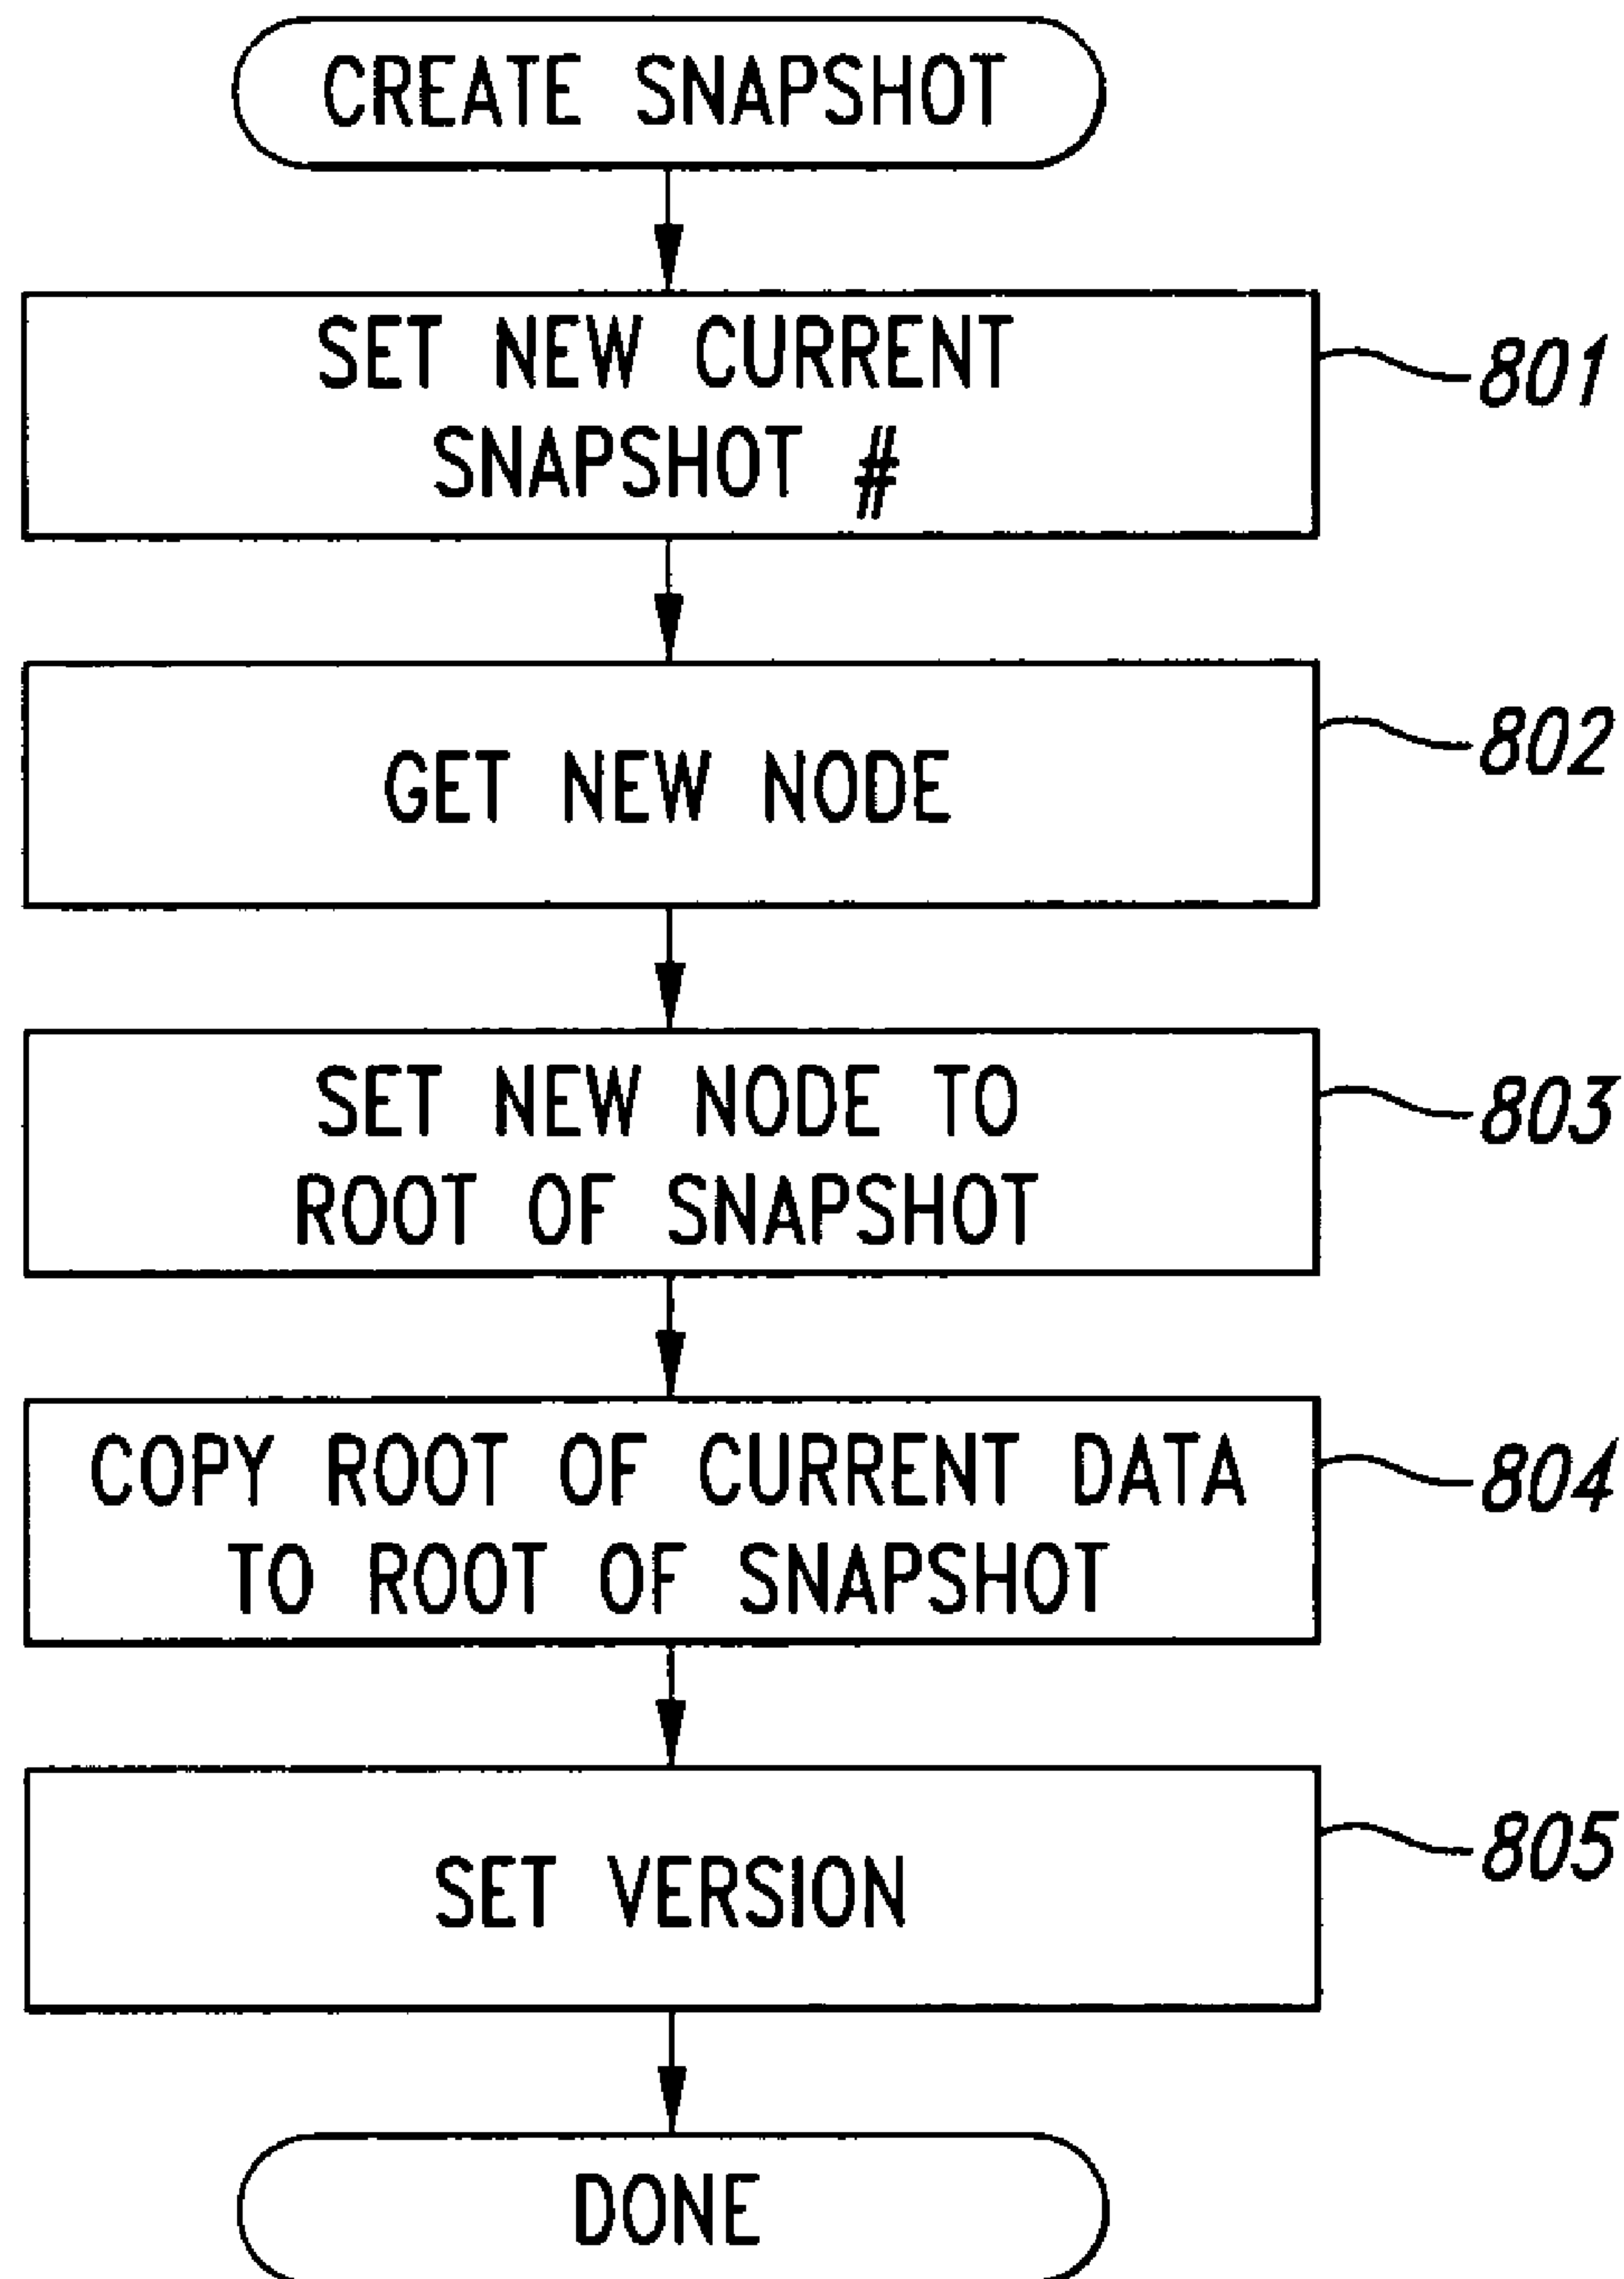 CREATE SNAPSHOT
SET NEW CURRENT
SNAPSHOT #
801
GET NEW NODE
802
SET NEW NODE TO
ROOT OF SNAPSHOT
803
COPY ROOT OF CURRENT DATA
TO ROOT OF SNAPSHOT
804
SET VERSION
805
DONE